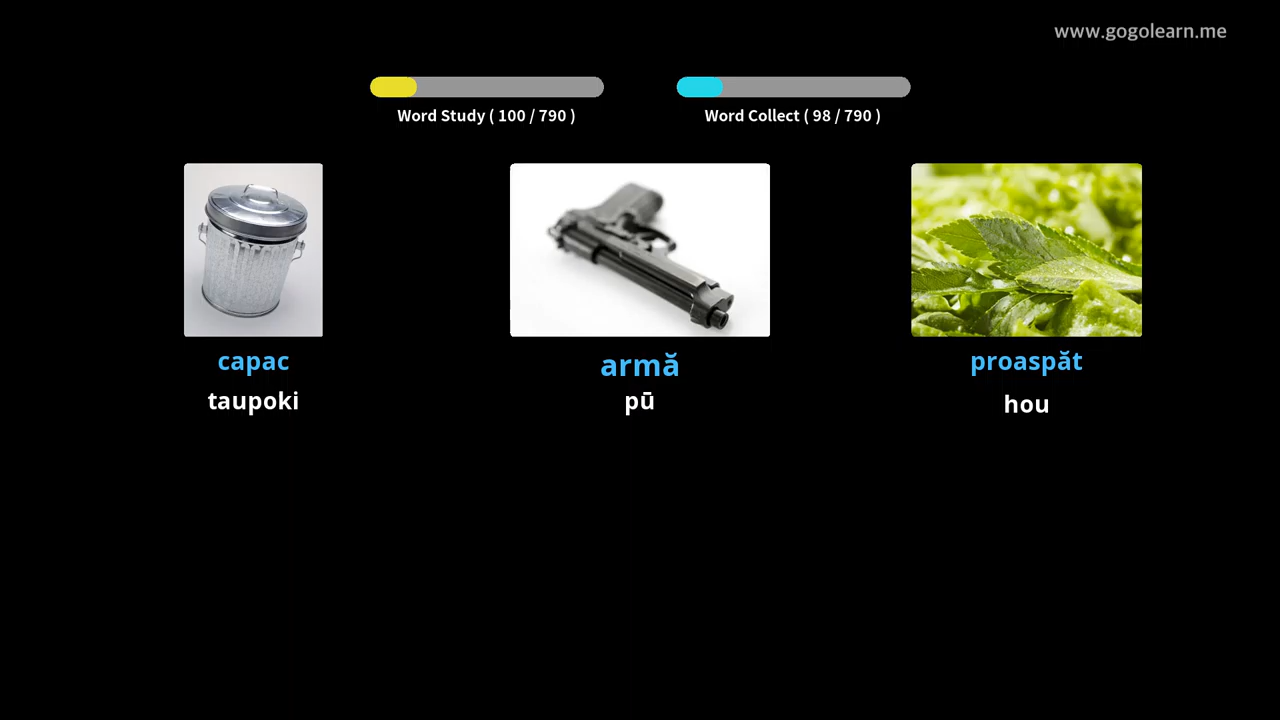 www.gogolearn.me
Word Study ( 100 / 790 )
Word Collect ( 98 / 790 )
capac
armă
proaspăt
taupoki
pū
hou